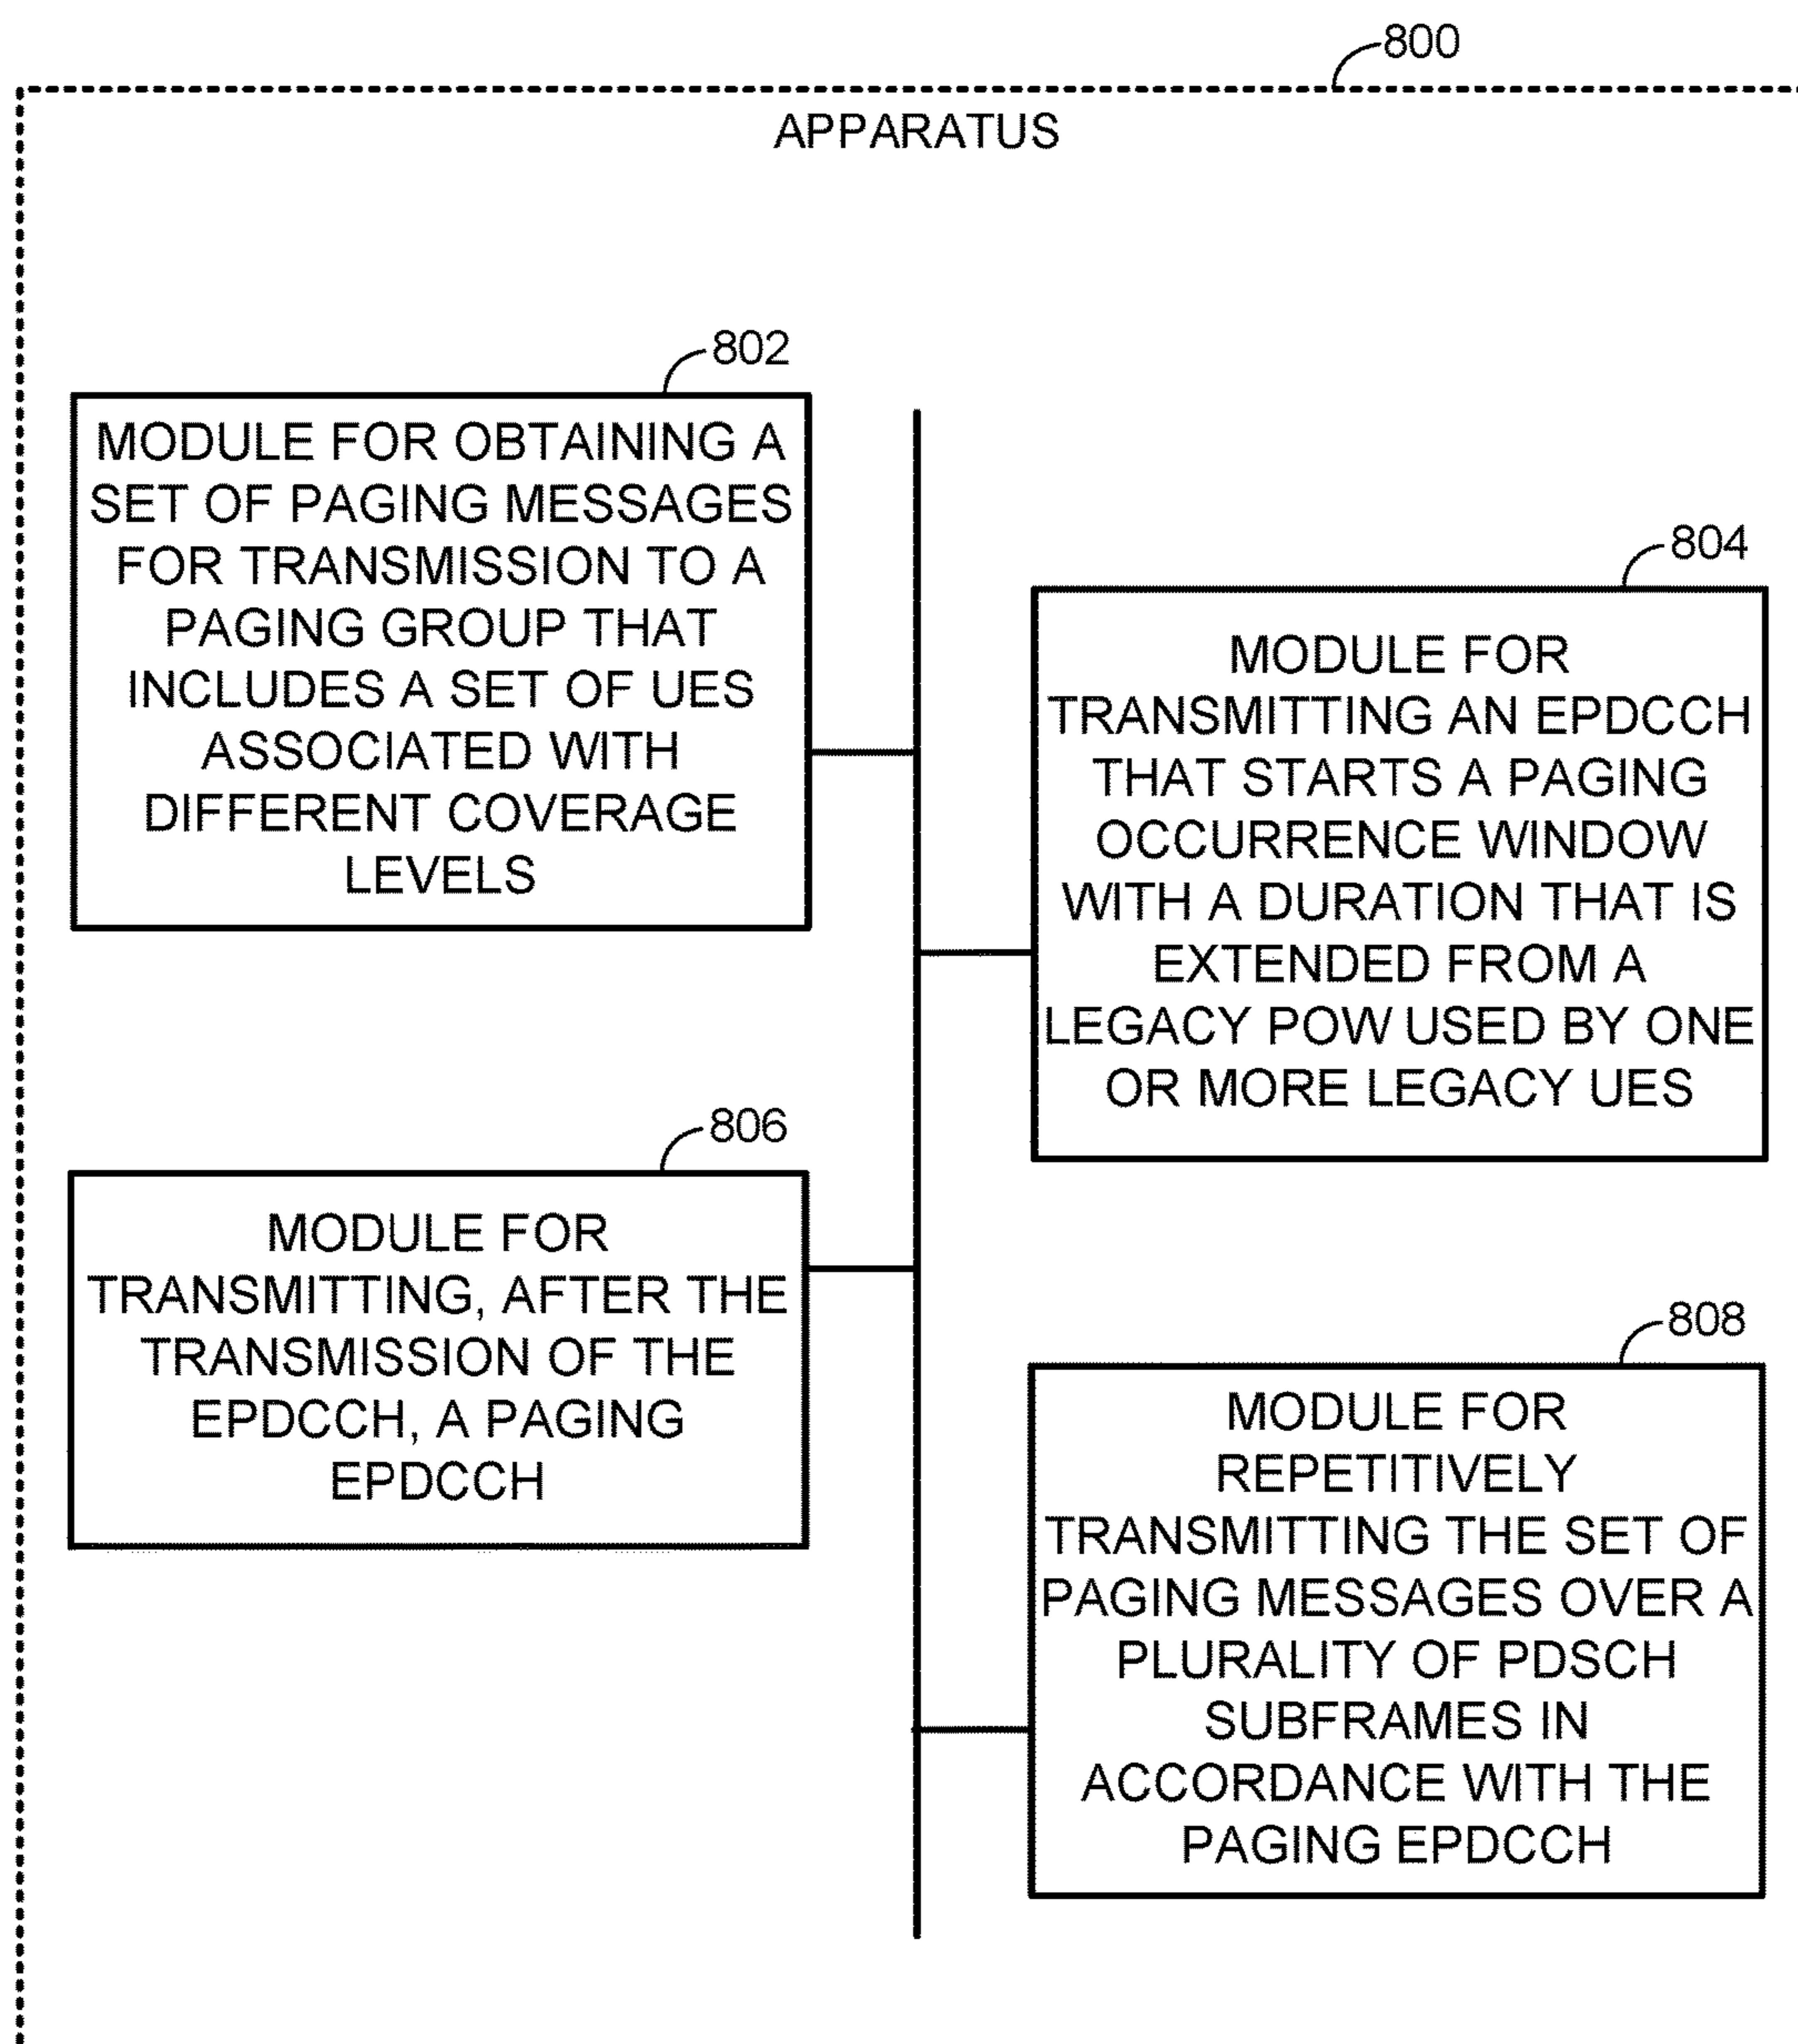 800
APPARATUS
802
MODULE FOR OBTAINING A
SET OF PAGING MESSAGES
FOR TRANSMISSION TO A
PAGING GROUP THAT
INCLUDES A SET OF UES
ASSOCIATED WITH
DIFFERENT COVERAGE
LEVELS
804
MODULE FOR
TRANSMITTING AN EPDCCH
THAT STARTS A PAGING
OCCURRENCE WINDOW
WITH A DURATION THAT IS
EXTENDED FROM A
LEGACY POW USED BY ONE
OR MORE LEGACY UES
806
MODULE FOR
TRANSMITTING, AFTER THE
TRANSMISSION OF THE
EPDCCH, A PAGING
EPDCCH
808
MODULE FOR
REPETITIVELY
TRANSMITTING THE SET OF
PAGING MESSAGES OVER A
PLURALITY OF PDSCH
SUBFRAMES IN
ACCORDANCE WITH THE
PAGING EPDCCH